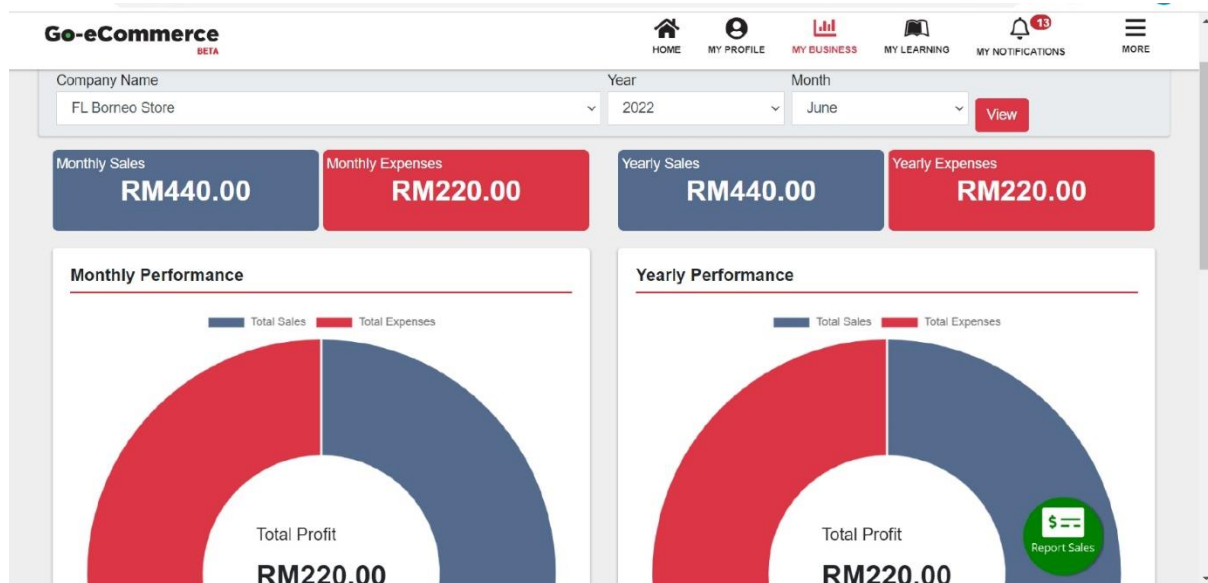 Go-eCommerce
BETA
HOME
MY PROFILE
MY BUSINESS
MY LEARNING
13
MY NOTIFICATIONS
MORE
Company Name
Year
Month
FL Borneo Store
2022
June
View
Monthly Sales
RM440.00
Monthly Expenses
RM220.00
Yearly Sales
RM440.00
Yearly Expenses
RM220.00
Monthly Performance
Total Sales
Total Expenses
Total Profit
RM220.00
Yearly Performance
Total Sales
Total Expenses
Total Profit
RM220.00
$
Report Sales